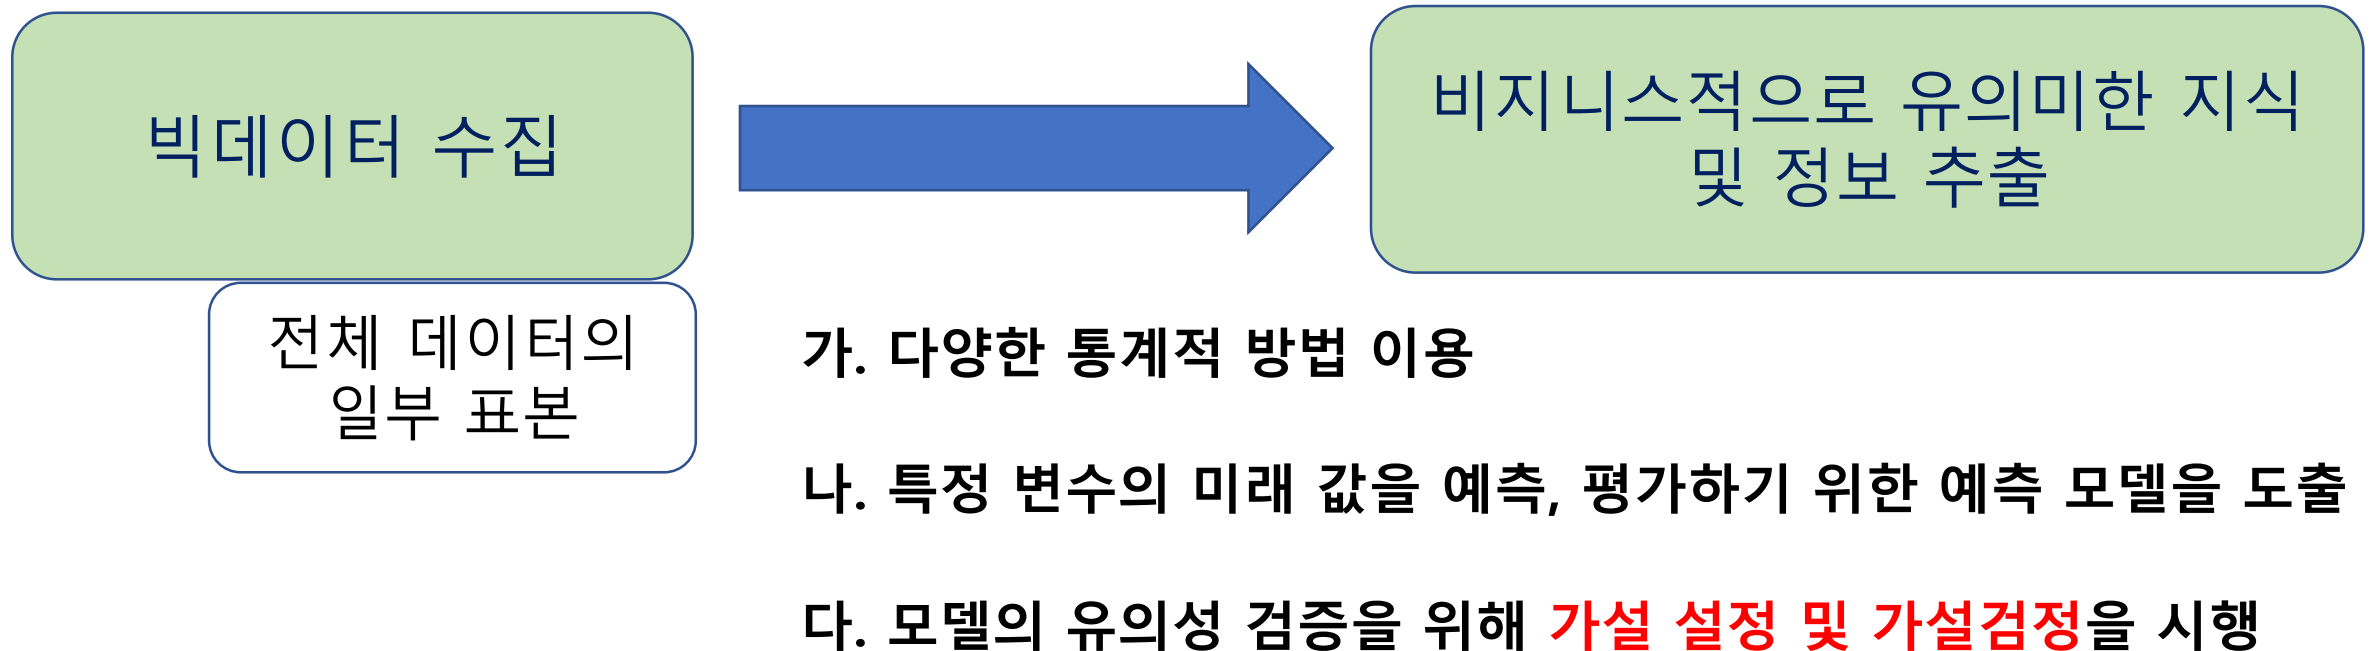 빅데이터 수집
비지니스적으로 유의미한 지식
및 정보 추출
전체 데이터의
일부 표본
가. 다양한 통계적 방법 이용
나. 특정 변수의 미래 값을 예측, 평가하기 위한 예측 모델을 도출
다. 모델의 유의성 검증을 위해 가설 설정 및 가설검정을 시행